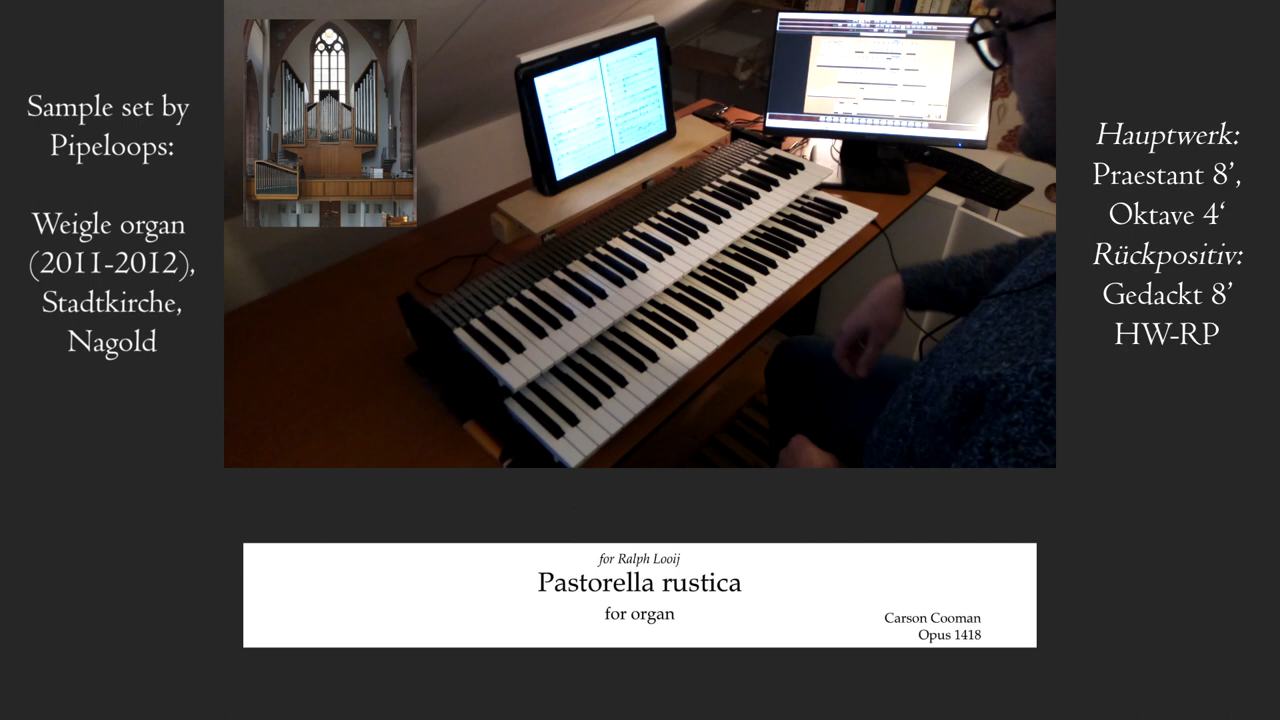 Sample set by
Pipeloops:
Weigle organ
(2011-2012),
Stadtkirche,
Nagold
Hauptwerk:
Praestant 8’,
Oktave 4‘
Rückpositiv:
Gedackt 8’
HW-RP
for Ralph Looij
Pastorella rustica
for organ
Carson Cooman
Opus 1418